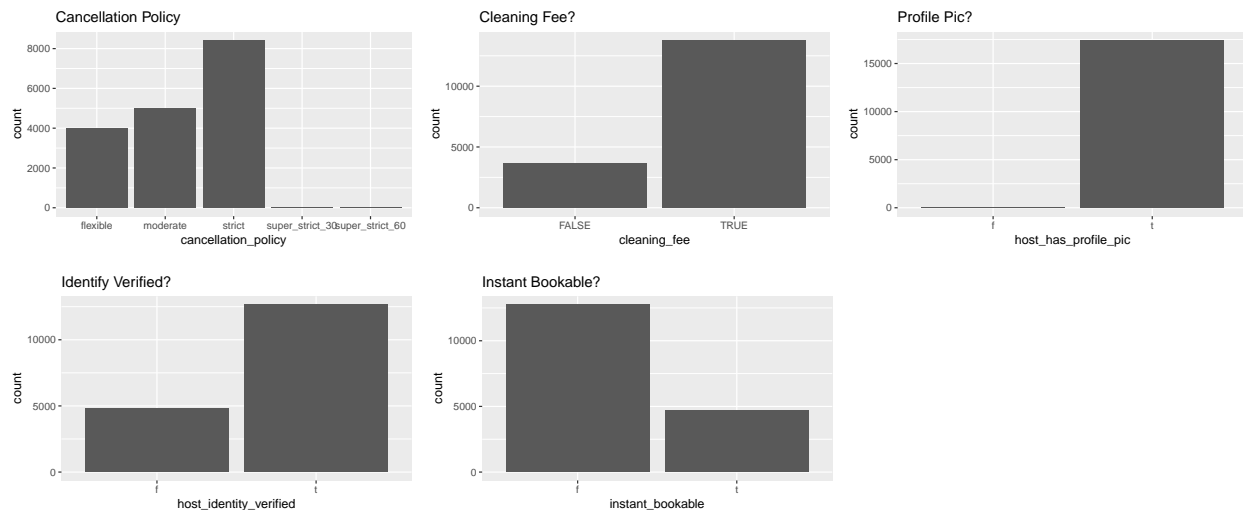 Cancellation Policy
8000
6000
4000
2000
0
count
flexible
moderate
strict
super_strict_30
super_strict_60
cancellation_policy
Cleaning Fee?
10000
5000
0
count
FALSE
TRUE
cleaning_fee
Profile Pic?
15000
10000
5000
0
count
f
t
host_has_profile_pic
Identify Verified?
10000
5000
0
count
f
t
host_identity_verified
Instant Bookable?
10000
5000
0
count
f
t
instant_bookable